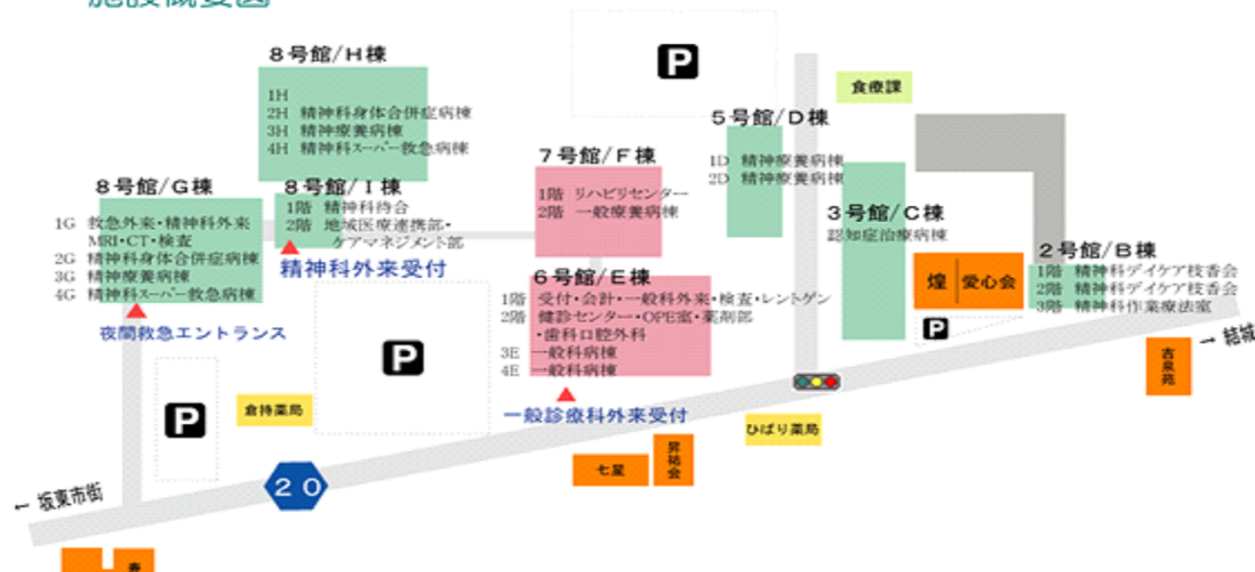 施設概要図
8号館/H棟
1H
2H 精神科身体合併症病棟
3H 精神療養病棟
4H 精神科スーパー救急病棟
8号館/G棟
1G 救急外来・精神科外来
MRI・CT・検査
2G 精神科身体合併症病棟
3G 精神療養病棟
4G 精神科スーパー救急病棟
夜間救急エントランス
8号館/I棟
1階 精神科待合
2階 地域医療連携部・
ケアマネジメント部
精神科外来受付
7号館/F棟
1階 リハビリセンター
2階 一般療養病棟
6号館/E棟
1階 受付・会計・一般科外来・検査・レントゲン
2階 健診センター・OPE室・薬剤部
・歯科口腔外科
3E 一般科病棟
4E 一般科病棟
一般診療科外来受付
5号館/D棟
1D 精神療養病棟
2D 精神療養病棟
食療課
3号館/C棟
認知症治療病棟
煌 愛心会
2号館/B棟
1階 精神科デイケア枝香会
2階 精神科デイケア枝香会
3階 精神科作業療法室
P
P
P
P
→ 結城
古泉苑
ひばり薬局
昇祐会
七星
倉持薬局
20
← 坂東市街
寿